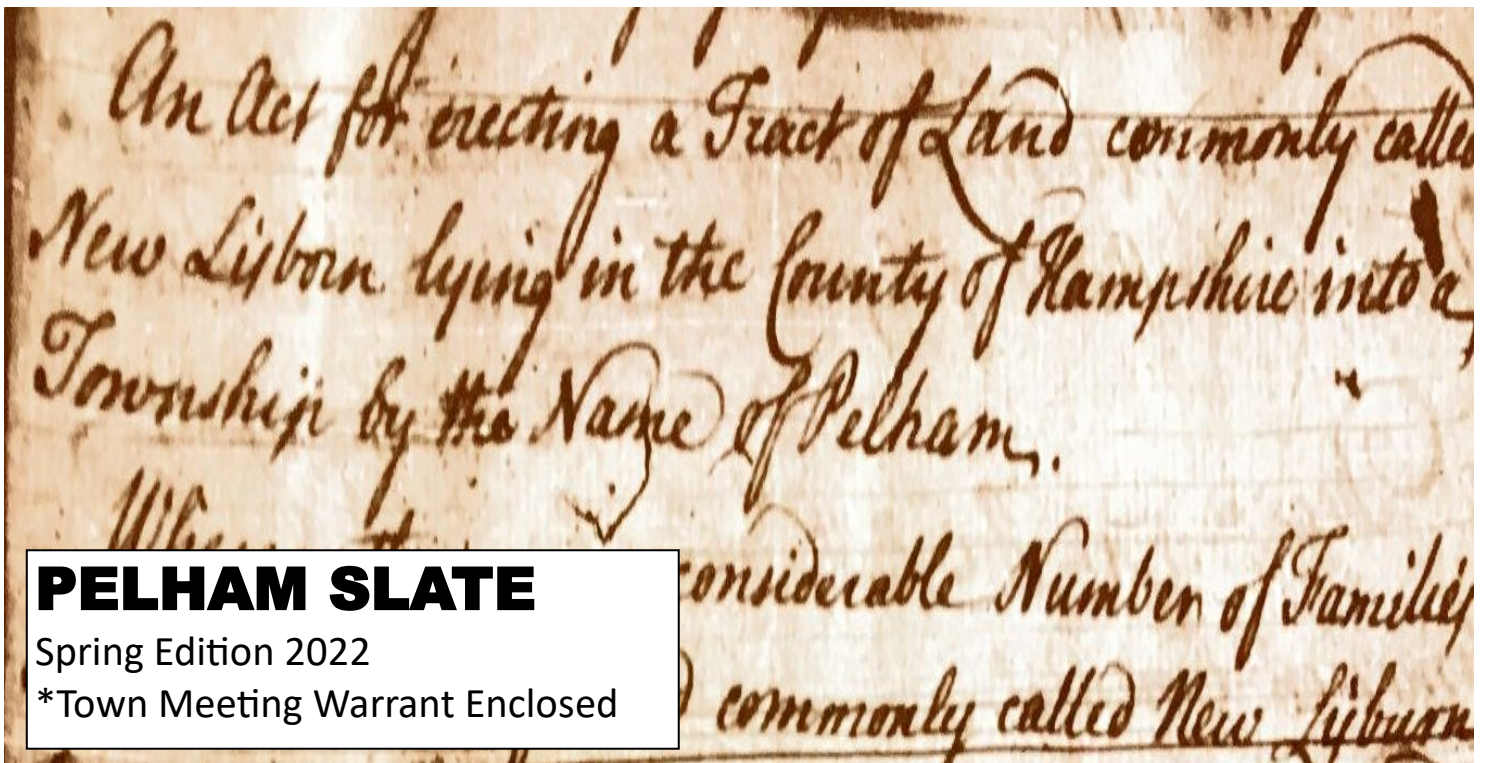 An Act for erecting a Tract of Land commonly called
New Lisborn lying in the County of Hampshire into a
Township by the Name of Pelham.
considerable Number of Families
commonly called New Lisburn
PELHAM SLATE
Spring Edition 2022
*Town Meeting Warrant Enclosed